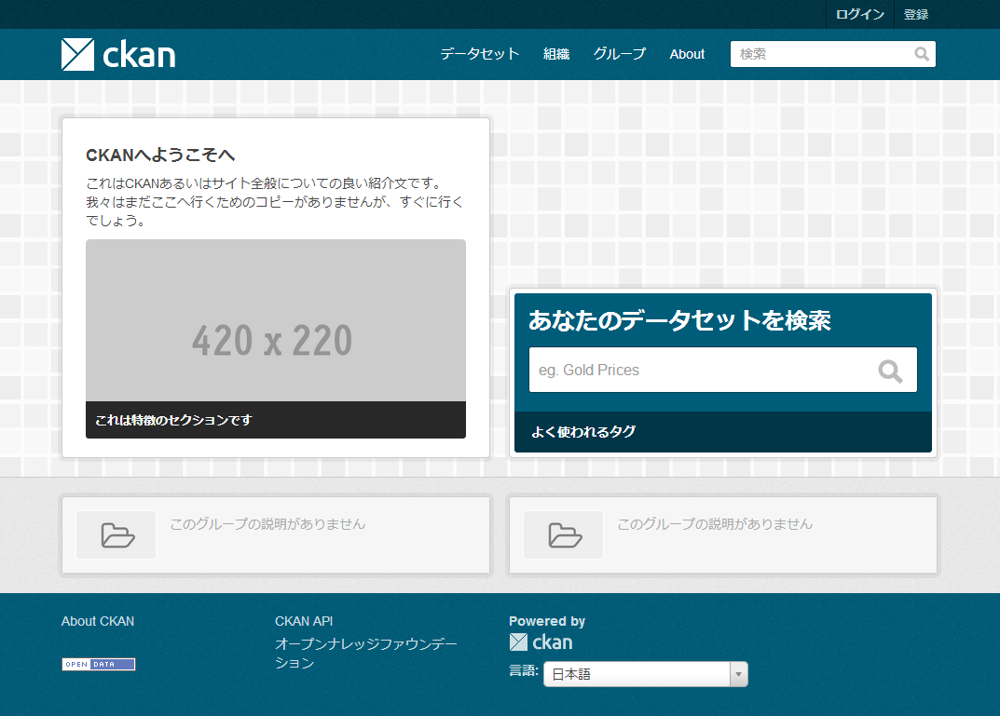 ログイン 登録
ckan データセット 組織 グループ About 検索
CKANへようこそへ
これはCKANあるいはサイト全般についての良い紹介文です。
我々はまだここへ行くためのコピーがありませんが、すぐに行く
でしょう。
420 x 220
これは特徴のセクションです
あなたのデータセットを検索
eg. Gold Prices
よく使われるタグ
このグループの説明がありません
このグループの説明がありません
About CKAN
OPEN DATA
CKAN API
オープンナレッジファウンデー
ション
Powered by
ckan
言語: 日本語